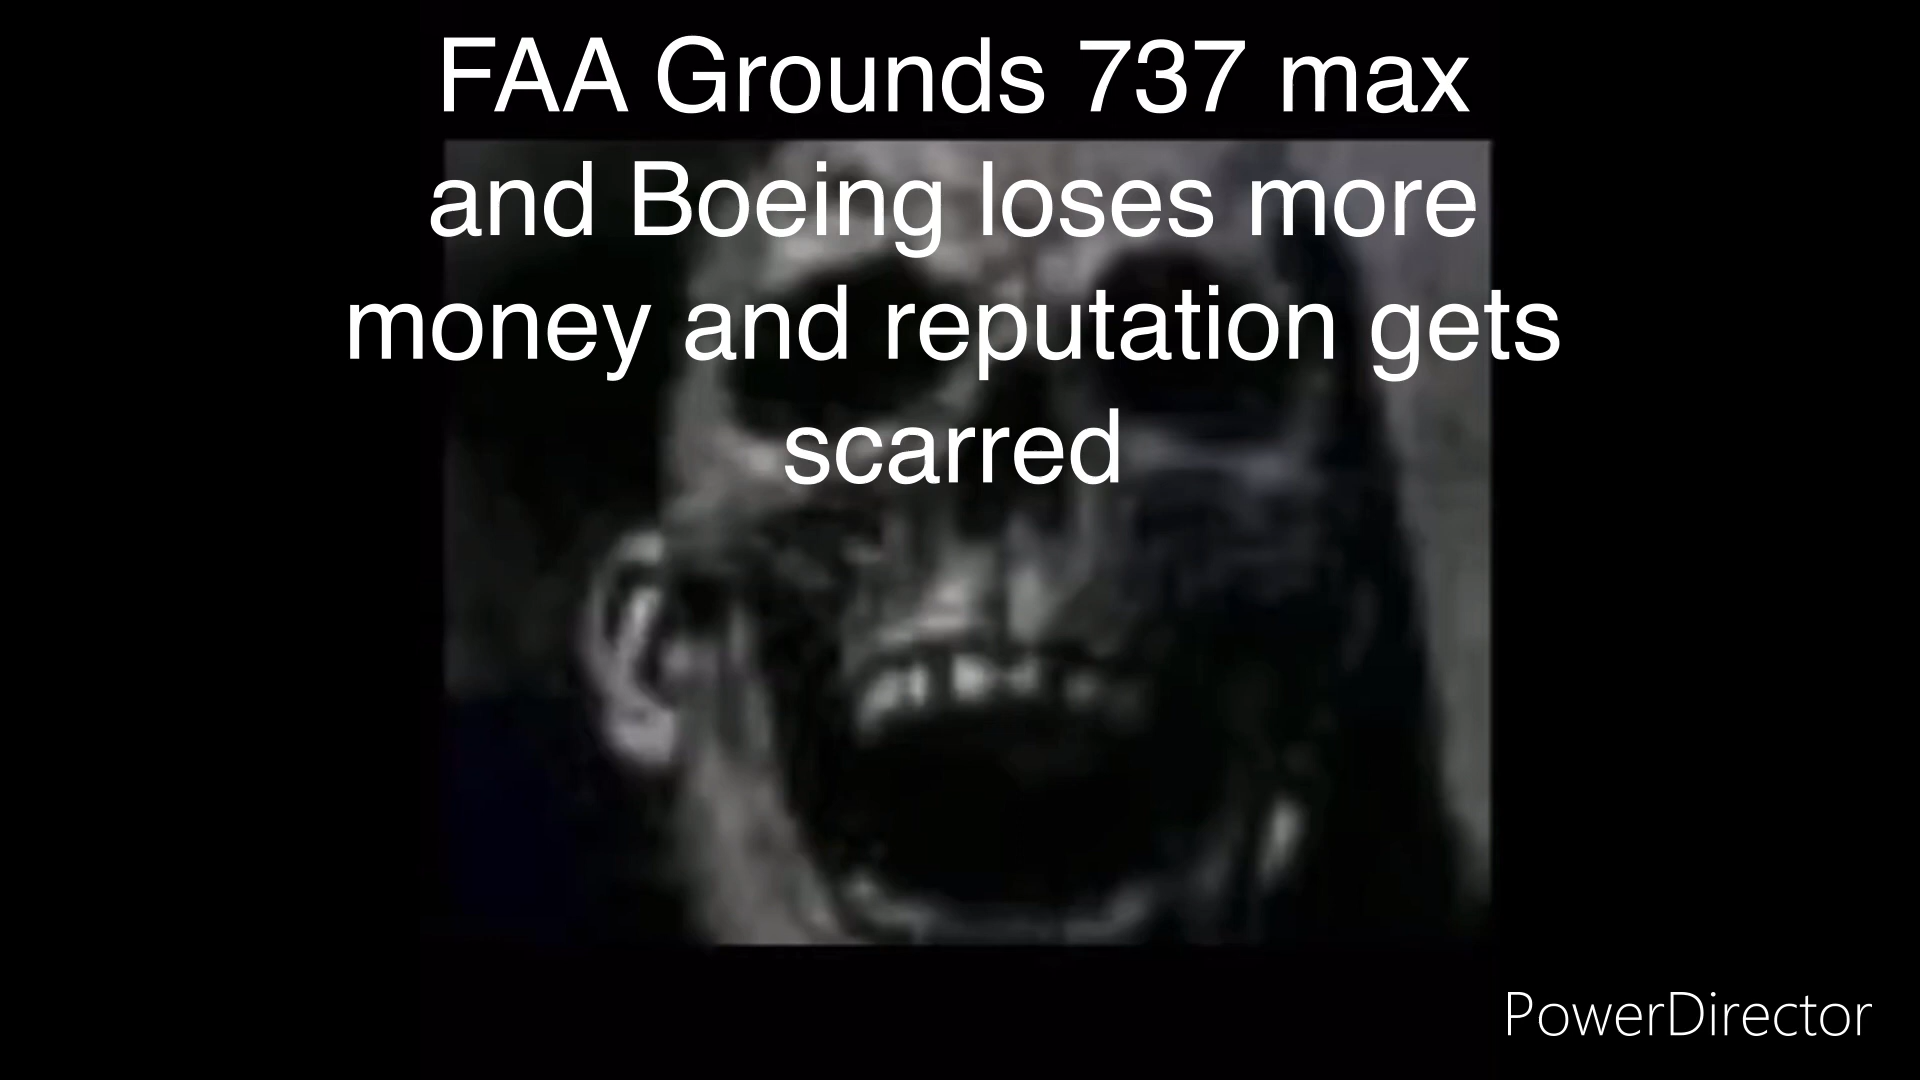 FAA Grounds 737 max
and Boeing loses more
money and reputation gets
scarred
PowerDirector